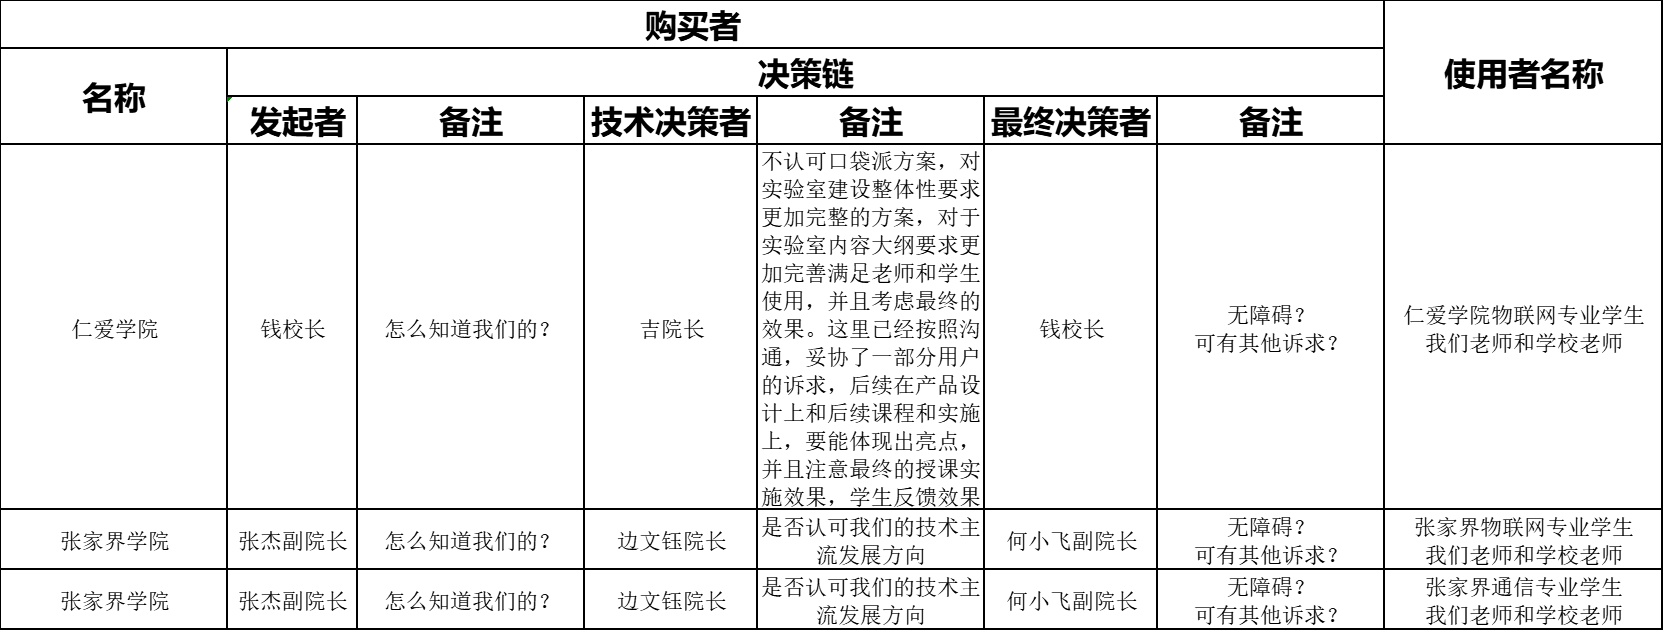 购买者
使用者名称
名称
决策链
发起者
备注
技术决策者
备注
最终决策者
备注
仁爱学院
钱校长
怎么知道我们的？
吉院长
不认可口袋派方案，对
实验室建设整体性要求
更加完整的方案，对于
实验室内容大纲要求更
加完善满足老师和学生
使用，并且考虑最终的
效果。这里已经按照沟
通，妥协了一部分用户
的诉求，后续在产品设
计上和后续课程和实施
上，要能体现出亮点，
并且注意最终的授课实
施效果，学生反馈效果
钱校长
无障碍？
可有其他诉求？
仁爱学院物联网专业学生
我们老师和学校老师
张家界学院
张杰副院长
怎么知道我们的？
边文钰院长
是否认可我们的技术主
流发展方向
何小飞副院长
无障碍？
可有其他诉求？
张家界物联网专业学生
我们老师和学校老师
张家界学院
张杰副院长
怎么知道我们的？
边文钰院长
是否认可我们的技术主
流发展方向
何小飞副院长
无障碍？
可有其他诉求？
张家界通信专业学生
我们老师和学校老师